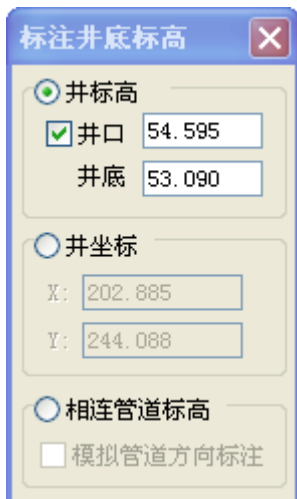 标注井底标高
井标高
井口 54.595
井底 53.090
井坐标
X: 202.885
Y: 244.088
相连管道标高
模拟管道方向标注